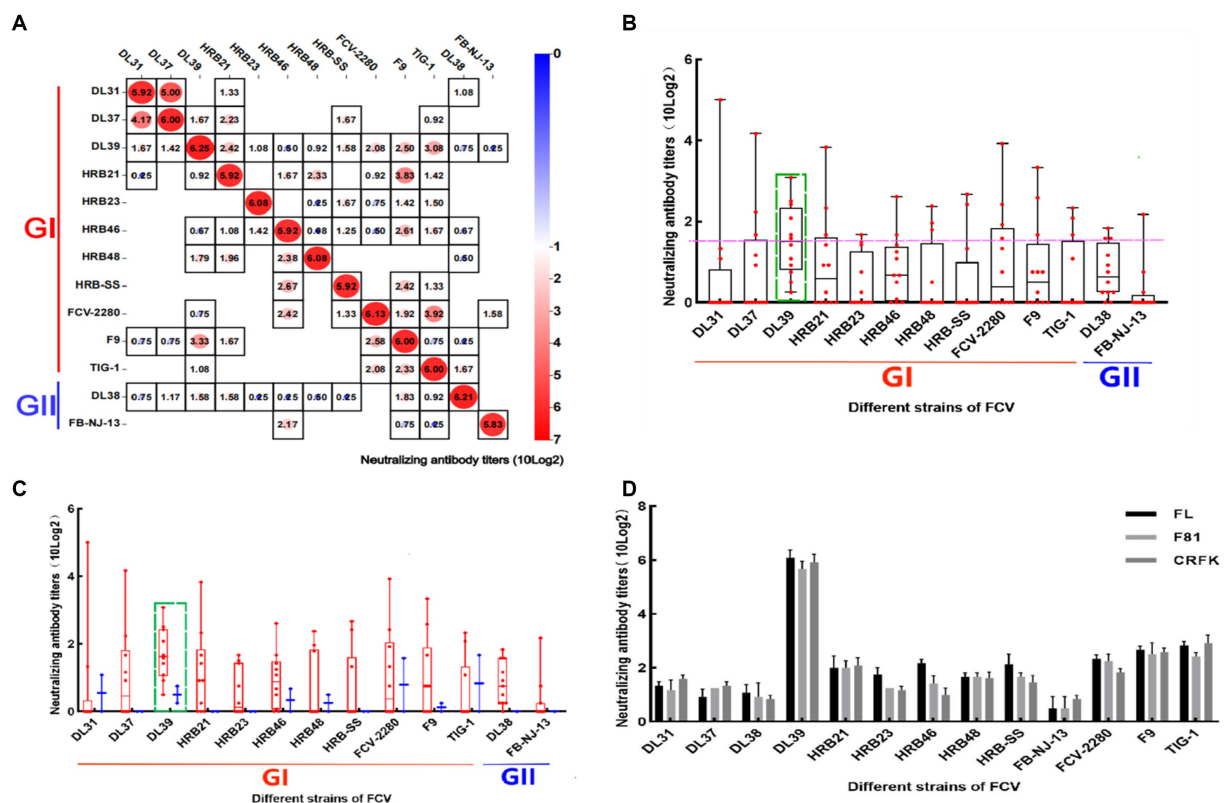 A
DL31 DL37 DL39 HRB21 HRB23 HRB46 HRB48 HRB-SS FCV-2280 F9 TIG-1 DL38 FB-NJ-13
DL31 5.92 5.00 1.33 1.08
DL37 4.17 6.00 1.67 2.23 1.67 0.92
DL39 1.67 1.42 6.25 2.42 1.08 0.50 0.92 1.58 2.08 2.50 3.08 0.75 0.25
HRB21 0.25 0.92 5.92 1.67 2.33 0.92 3.83 1.42
HRB23 6.08 0.25 1.67 0.75 1.42 1.50
HRB46 0.67 1.08 1.42 5.92 1.25 0.50 2.61 1.67 0.67
HRB48 1.79 1.96 2.38 6.08 0.50
HRB-SS 2.67 5.92 2.42 1.33
FCV-2280 0.75 2.42 1.33 6.13 1.92 3.92 1.58
F9 0.75 0.75 3.33 1.67 2.58 6.00 0.75 0.25
TIG-1 1.08 2.08 2.33 6.00 1.67
DL38 0.75 1.17 1.58 1.58 0.25 0.25 0.50 0.25 1.83 0.92 6.21
FB-NJ-13 2.17 0.75 0.25 5.83
GI
GII
0
1
2
3
4
5
6
7
Neutralizing antibody titers (10Log2)
B
Neutralizing antibody titers (10Log2)
6
4
2
0
DL31 DL37 DL39 HRB21 HRB23 HRB46 HRB48 HRB-SS FCV-2280 F9 TIG-1 DL38 FB-NJ-13
GI GII
Different strains of FCV
C
Neutralizing antibody titers (10Log2)
6
4
2
0
DL31 DL37 DL39 HRB21 HRB23 HRB46 HRB48 HRB-SS FCV-2280 F9 TIG-1 DL38 FB-NJ-13
GI GII
Different strains of FCV
D
Neutralizing antibody titers (10Log2)
8
6
4
2
0
FL
F81
CRFK
DL31 DL37 DL38 DL39 HRB21 HRB23 HRB46 HRB48 HRB-SS FB-NJ-13 FCV-2280 F9 TIG-1
Different strains of FCV